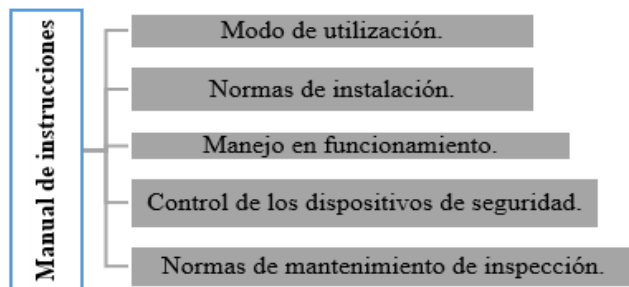 Manual de instrucciones
Modo de utilización.
Normas de instalación.
Manejo en funcionamiento.
Control de los dispositivos de seguridad.
Normas de mantenimiento de inspección.